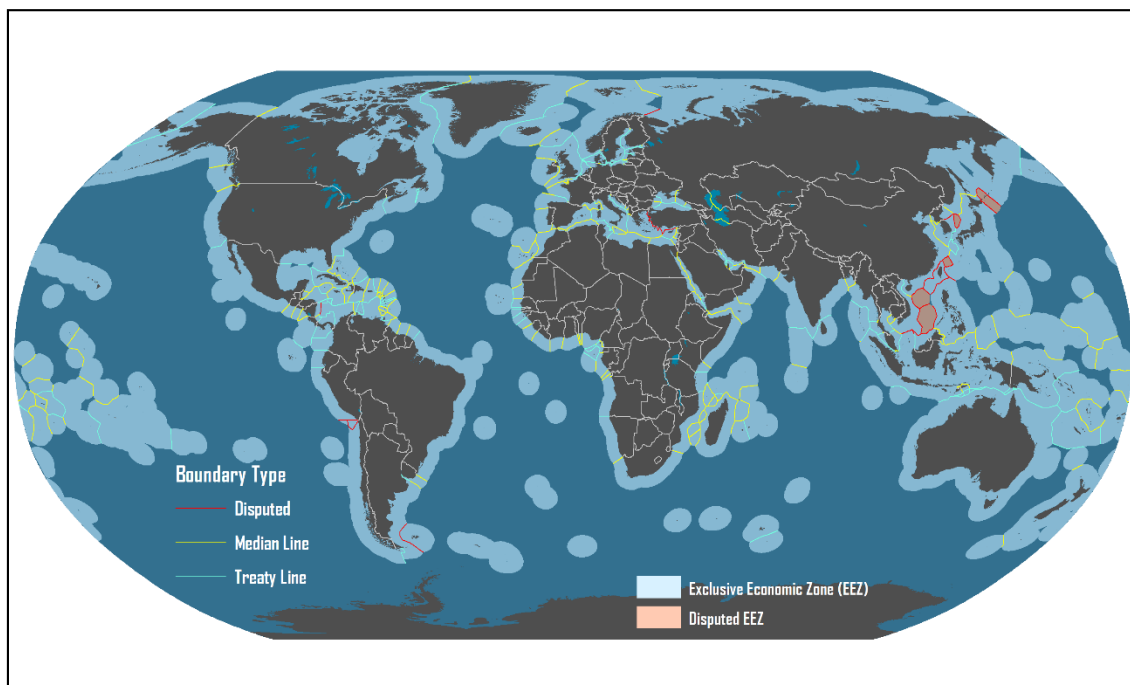 Boundary Type
Disputed
Median Line
Treaty Line
Exclusive Economic Zone (EEZ)
Disputed EEZ